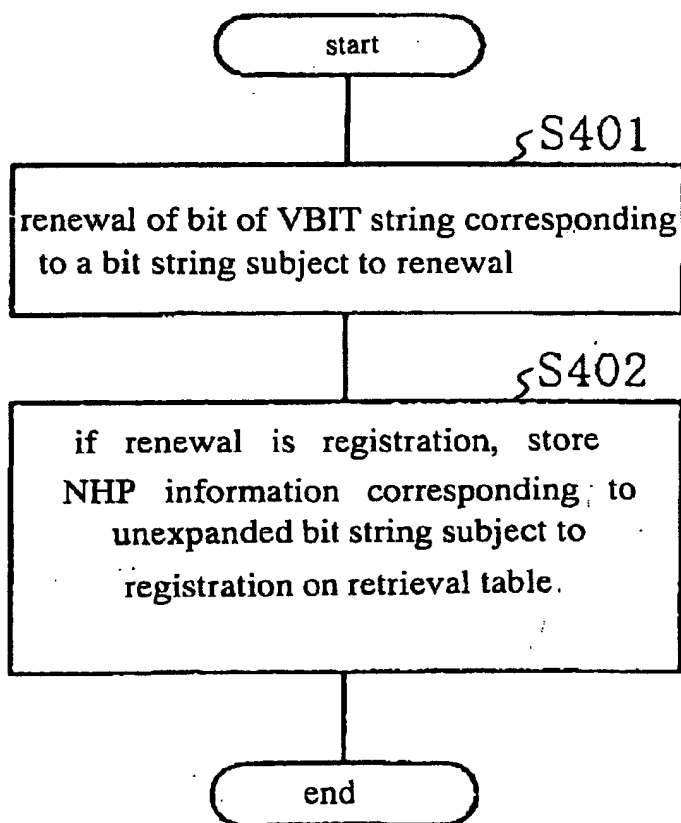 start
S401
renewal of bit of VBIT string corresponding
to a bit string subject to renewal
S402
if renewal is registration, store
NHP information corresponding to
unexpanded bit string subject to
registration on retrieval table.
end